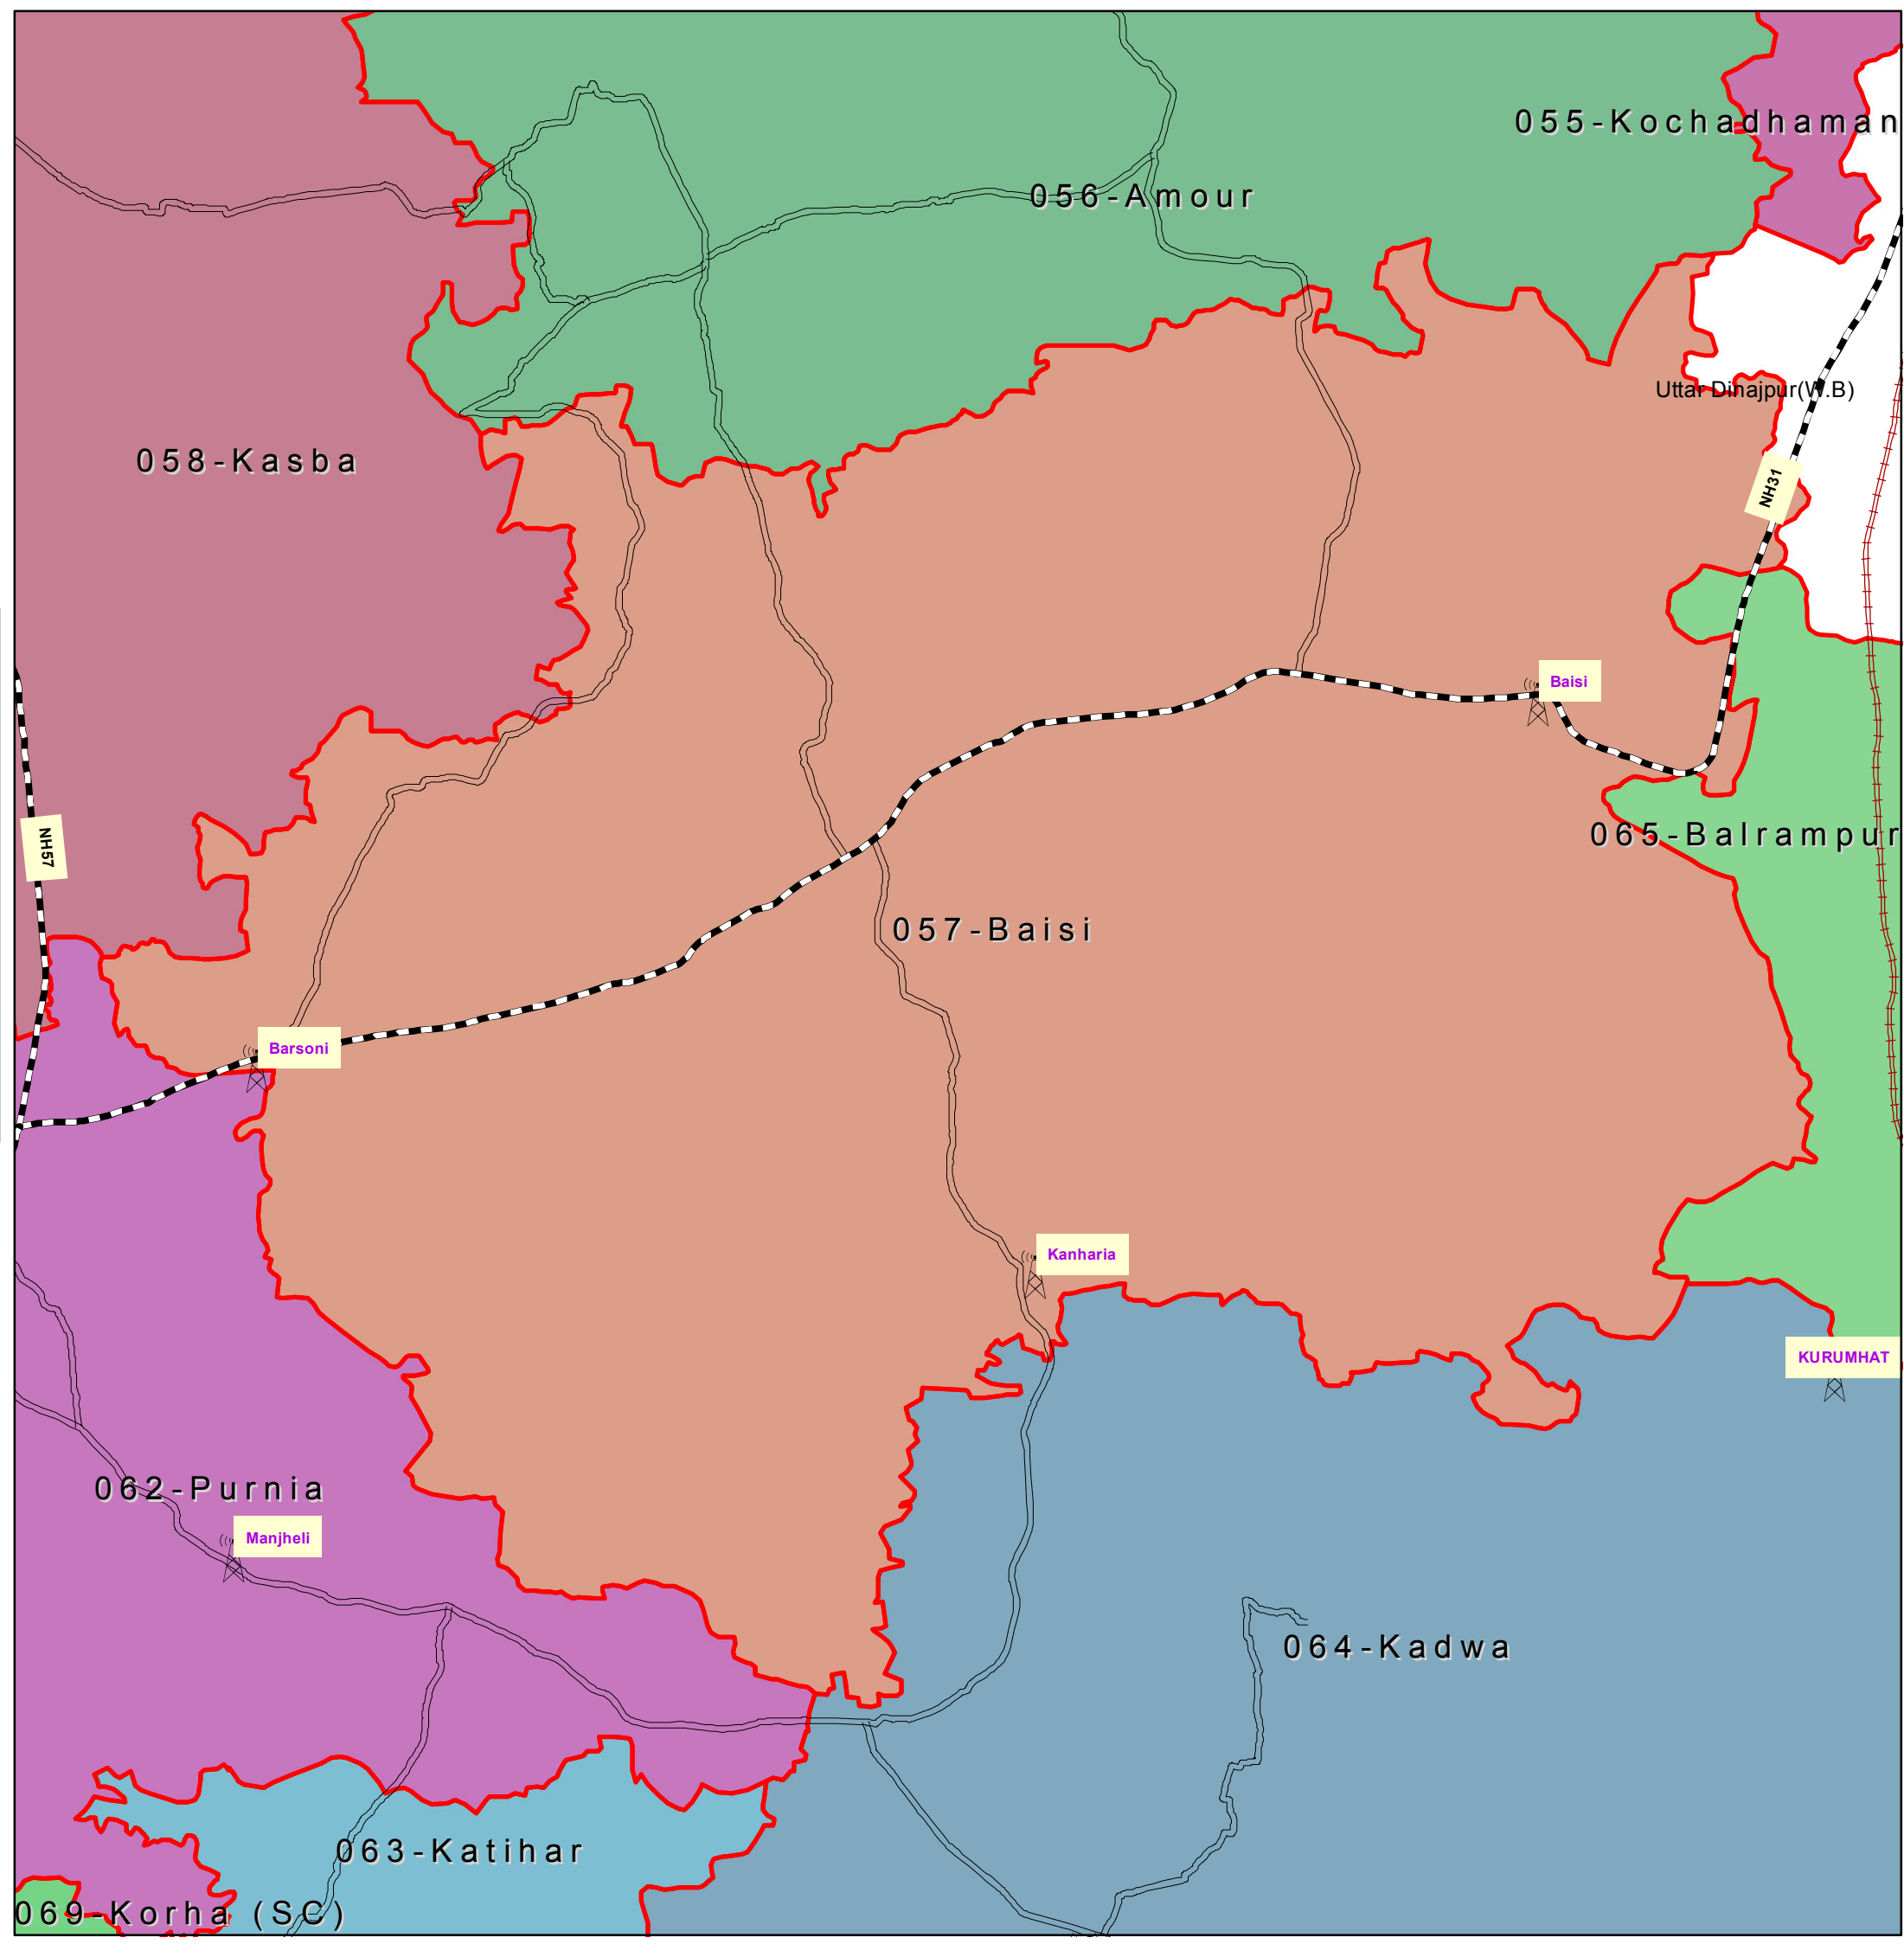 055-Kochadhaman
056-Amour
Uttar Dinajpur(W.B)
058-Kasba
NH31
Baisi
065-Balrampur
NH57
057-Baisi
Barsoni
Kanharia
KURUMHAT
062-Purnia
Manjheli
064-Kadwa
063-Katihar
069-Korha (SC)